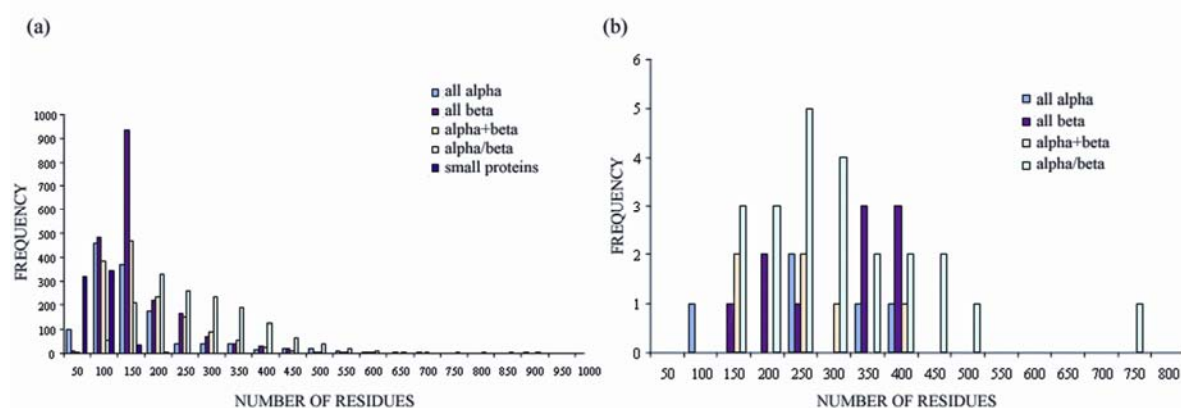 (a)
all alpha
all beta
alpha+beta
alpha/beta
small proteins
1000
900
800
700
600
500
400
300
200
100
0
FREQUENCY
50 100 150 200 250 300 350 400 450 500 550 600 650 700 750 800 850 900 950 1000
NUMBER OF RESIDUES
(b)
all alpha
all beta
alpha+beta
alpha/beta
6
5
4
3
2
1
0
FREQUENCY
50 100 150 200 250 300 350 400 450 500 550 600 650 700 750 800
NUMBER OF RESIDUES